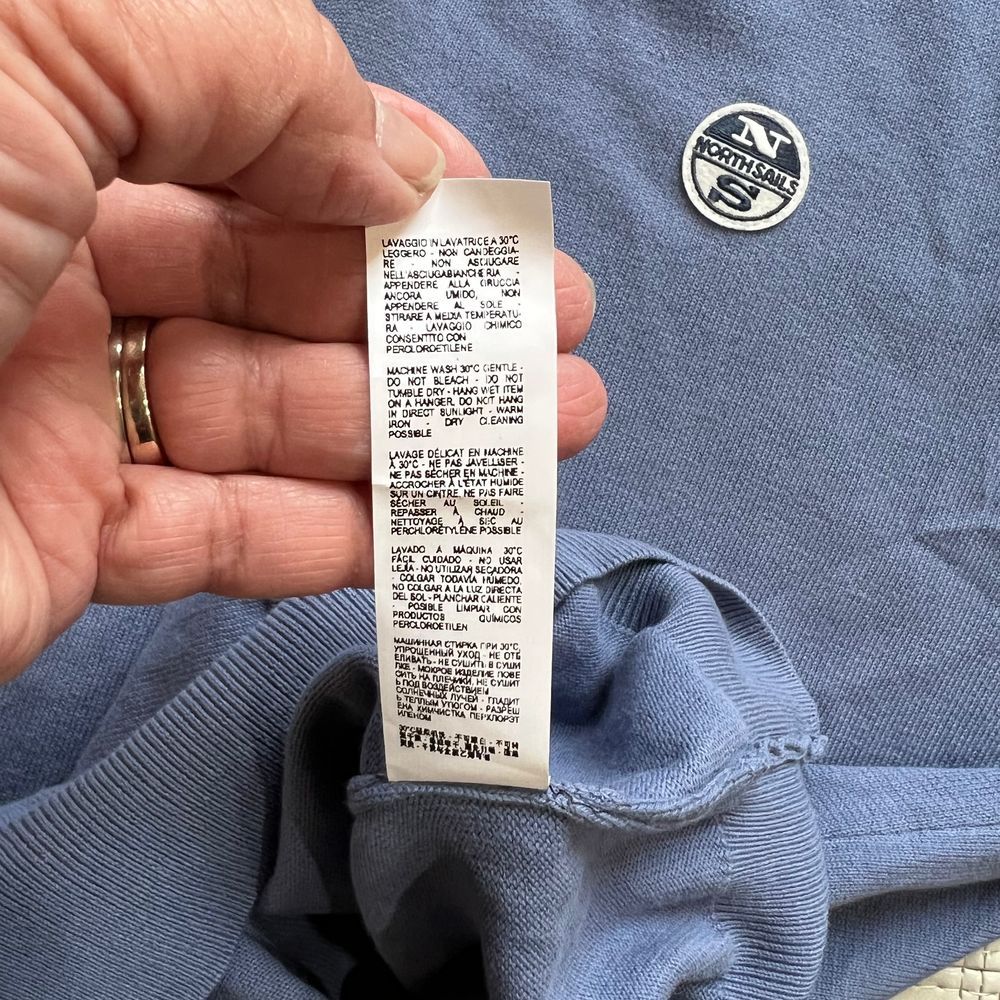 N
NORTH SAILS
S
LAVAGGIO IN LAVATRICE A 30°C
LEGGERO - NON CANDEGGIA-
RE - NON ASCIUGARE
NELL'ASCIUGABIANCHERIA -
APPENDERE ALLA GRUCCIA
ANCORA UMIDO, NON
APPENDERE AL SOLE -
STIRARE A MEDIA TEMPERATU-
RA - LAVAGGIO CHIMICO
CONSENTITO CON
PERCLOROETILENE
MACHINE WASH 30°C GENTLE -
DO NOT BLEACH - DO NOT
TUMBLE DRY - HANG WET ITEM
ON A HANGER, DO NOT HANG
IN DIRECT SUNLIGHT - WARM
IRON - DRY CLEANING
POSSIBLE
LAVAGE DÉLICAT EN MACHINE
À 30°C - NE PAS JAVELLISER -
NE PAS SÉCHER EN MACHINE -
ACCROCHER À L'ÉTAT HUMIDE
SUR UN CINTRE, NE PAS FAIRE
SÉCHER AU SOLEIL -
REPASSER À CHAUD -
NETTOYAGE À SEC AU
PERCHLORÉTYLÈNE POSSIBLE
LAVADO A MÁQUINA 30°C
FÁCIL CUIDADO - NO USAR
LEJÍA - NO UTILIZAR SECADORA
- COLGAR TODAVÍA HÚMEDO,
NO COLGAR A LA LUZ DIRECTA
DEL SOL - PLANCHAR CALIENTE
- POSIBLE LIMPIAR CON
PRODUCTOS QUÍMICOS
PERCLOROETILEN
МАШИННАЯ СТИРКА ПРИ 30°C,
УПРОЩЕННЫЙ УХОД - НЕ ОТБ
ЕЛИВАТЬ - НЕ СУШИТЬ В СУШИ
ЛКЕ - МОКРОЕ ИЗДЕЛИЕ ПОВЕ
СИТЬ НА ПЛЕЧИКИ, НЕ СУШИТ
Ь ПОД ВОЗДЕЙСТВИЕМ
СОЛНЕЧНЫХ ЛУЧЕЙ - ГЛАДИТ
Ь ТЕПЛЫМ УТЮГОМ - РАЗРЕШ
ЕНА ХИМЧИСТКА ПЕРХЛОРЭТ
ИЛЕНОМ
30°C